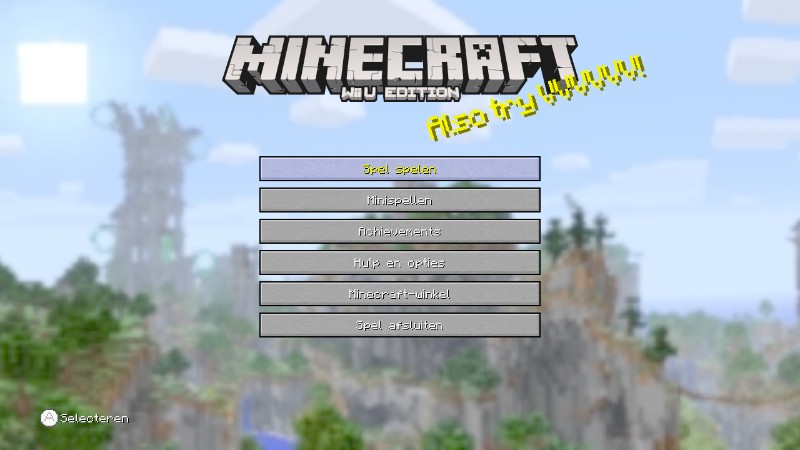 MINECRAFT
Wii U EDITION
Also try VVVVVV!
Spel spelen
Minispellen
Achievements
Hulp en opties
Minecraft-winkel
Spel afsluiten
A Selecteren